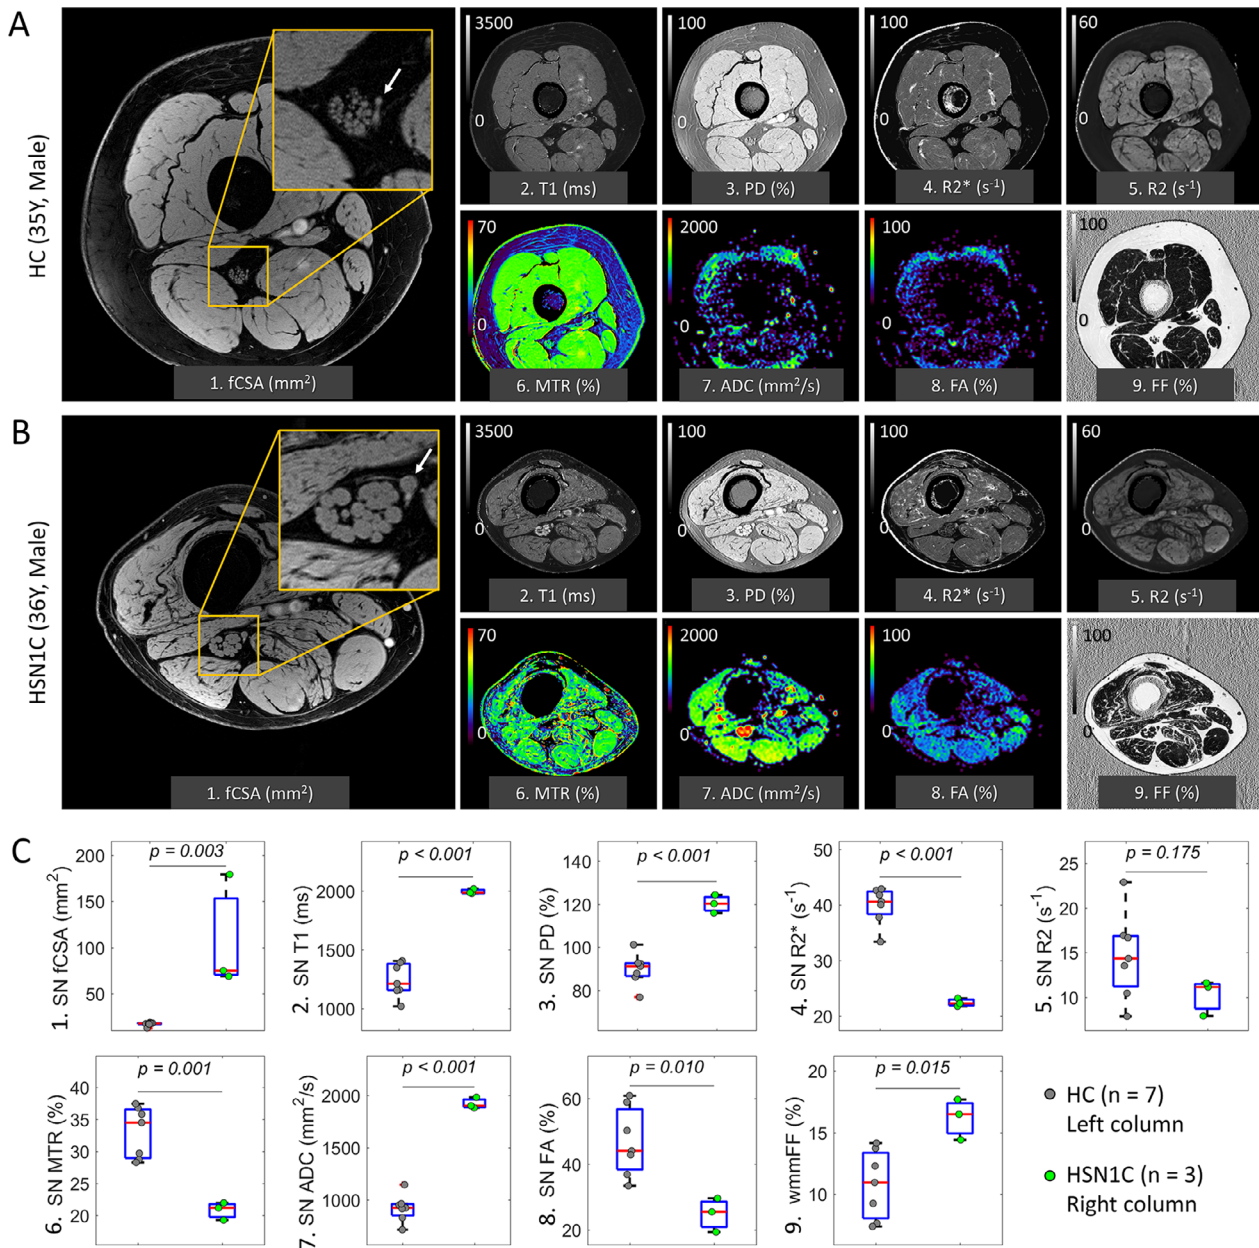 A
HC (35Y, Male)
1. fCSA (mm²)
3500
0
2. T1 (ms)
100
0
3. PD (%)
100
0
4. R2* (s⁻¹)
60
0
5. R2 (s⁻¹)
70
0
6. MTR (%)
2000
0
7. ADC (mm²/s)
100
0
8. FA (%)
100
0
9. FF (%)
B
HSN1C (36Y, Male)
1. fCSA (mm²)
3500
0
2. T1 (ms)
100
0
3. PD (%)
100
0
4. R2* (s⁻¹)
60
0
5. R2 (s⁻¹)
70
0
6. MTR (%)
2000
0
7. ADC (mm²/s)
100
0
8. FA (%)
100
0
9. FF (%)
C
1. SN fCSA (mm²)
200
150
100
50
p = 0.003
2. SN T1 (ms)
2000
1500
1000
p < 0.001
3. SN PD (%)
140
120
100
80
p < 0.001
4. SN R2* (s⁻¹)
50
40
30
20
p < 0.001
5. SN R2 (s⁻¹)
25
20
15
10
p = 0.175
6. SN MTR (%)
40
35
30
25
20
p = 0.001
7. SN ADC (mm²/s)
2000
1500
1000
p < 0.001
8. SN FA (%)
60
40
20
p = 0.010
9. wmmFF (%)
20
15
10
p = 0.015
HC (n = 7)
Left column
HSN1C (n = 3)
Right column